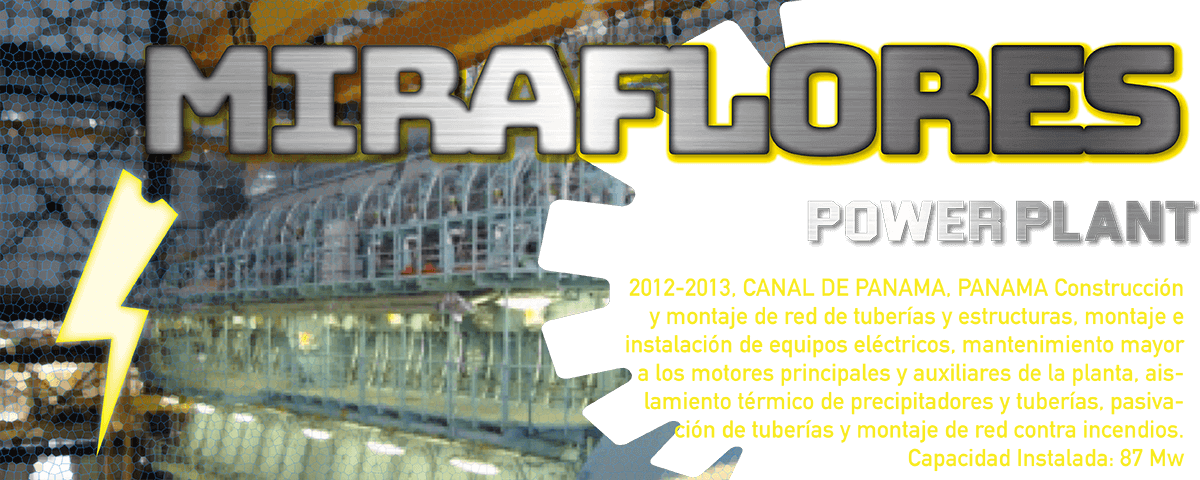 MIRAFLORES
POWER PLANT
2012-2013, CANAL DE PANAMA, PANAMA Construcción
y montaje de red de tuberías y estructuras, montaje e
instalación de equipos eléctricos, mantenimiento mayor
a los motores principales y auxiliares de la planta, ais-
lamiento térmico de precipitadores y tuberías, pasiva-
ción de tuberías y montaje de red contra incendios.
Capacidad Instalada: 87 Mw